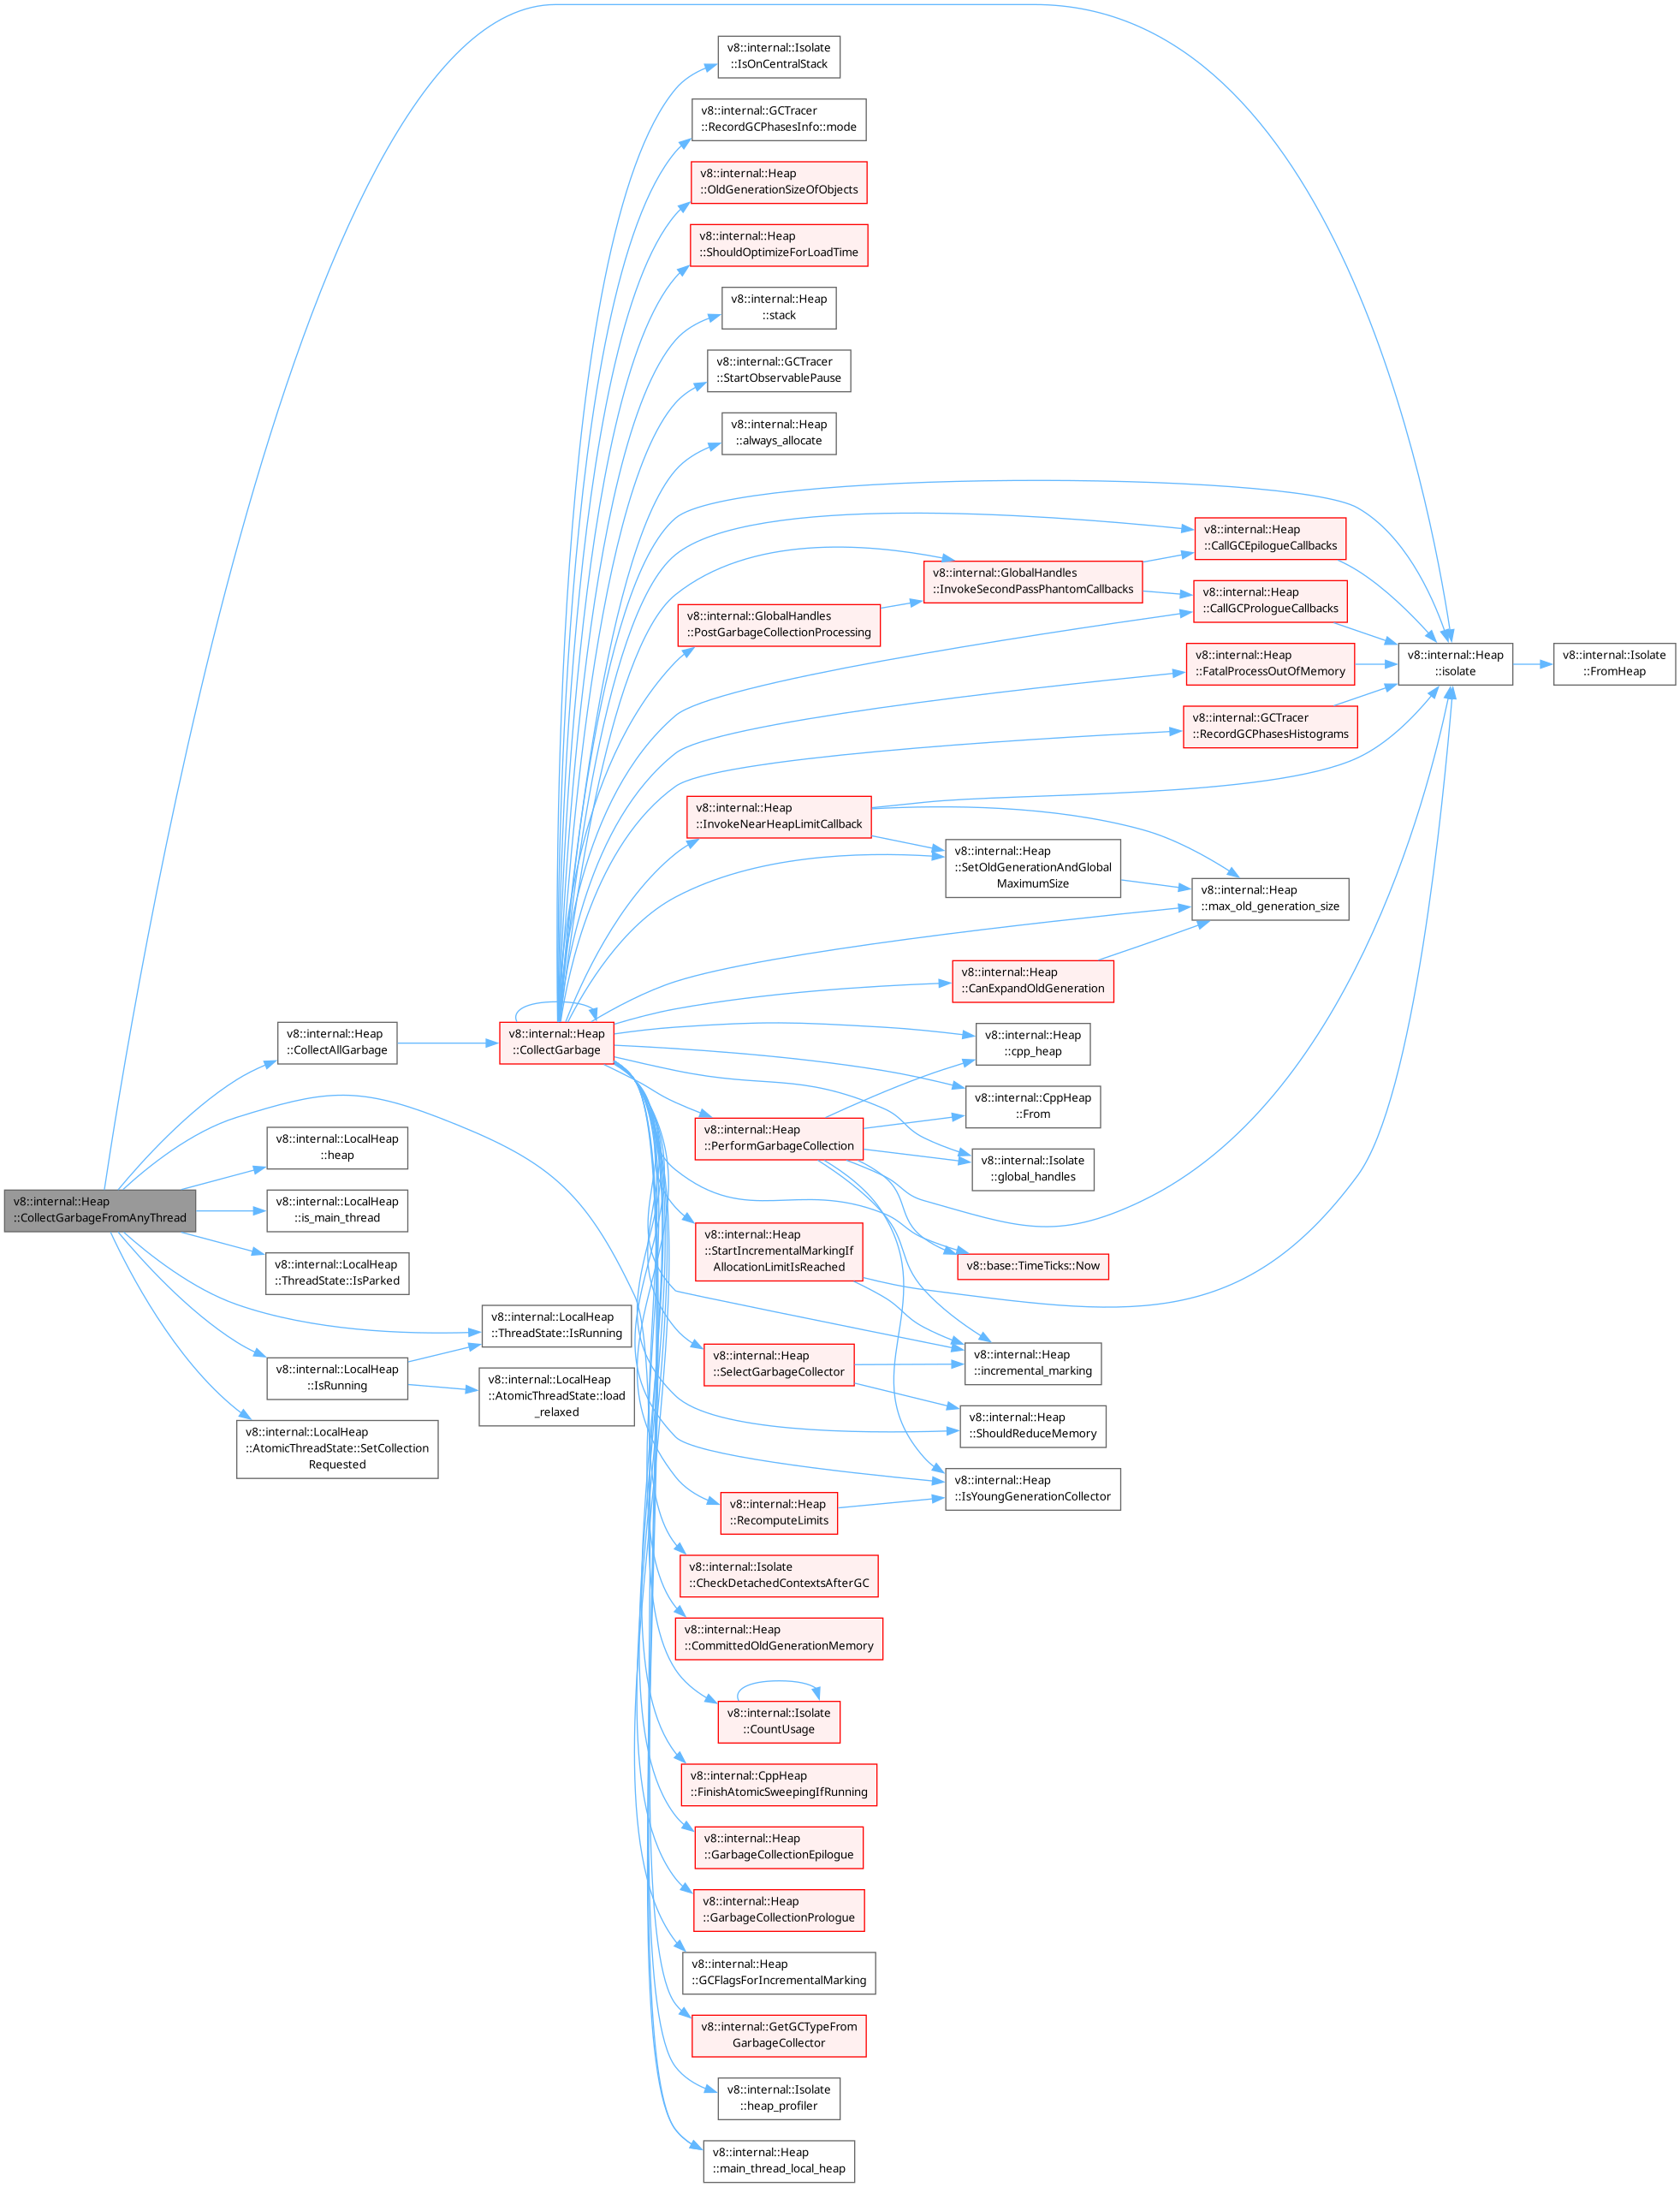 v8::internal::Isolate
::IsOnCentralStack
v8::internal::GCTracer
::RecordGCPhasesInfo::mode
v8::internal::Heap
::OldGenerationSizeOfObjects
v8::internal::Heap
::ShouldOptimizeForLoadTime
v8::internal::Heap
::stack
v8::internal::GCTracer
::StartObservablePause
v8::internal::Heap
::always_allocate
v8::internal::Heap
::CallGCEpilogueCallbacks
v8::internal::GlobalHandles
::InvokeSecondPassPhantomCallbacks
v8::internal::Heap
::CallGCPrologueCallbacks
v8::internal::GlobalHandles
::PostGarbageCollectionProcessing
v8::internal::Heap
::FatalProcessOutOfMemory
v8::internal::Heap
::isolate
v8::internal::Isolate
::FromHeap
v8::internal::GCTracer
::RecordGCPhasesHistograms
v8::internal::Heap
::InvokeNearHeapLimitCallback
v8::internal::Heap
::SetOldGenerationAndGlobal
MaximumSize
v8::internal::Heap
::max_old_generation_size
v8::internal::Heap
::CanExpandOldGeneration
v8::internal::Heap
::CollectAllGarbage
v8::internal::Heap
::CollectGarbage
v8::internal::Heap
::cpp_heap
v8::internal::CppHeap
::From
v8::internal::LocalHeap
::heap
v8::internal::Heap
::PerformGarbageCollection
v8::internal::Isolate
::global_handles
v8::internal::Heap
::CollectGarbageFromAnyThread
v8::internal::LocalHeap
::is_main_thread
v8::internal::LocalHeap
::ThreadState::IsParked
v8::internal::Heap
::StartIncrementalMarkingIf
AllocationLimitIsReached
v8::base::TimeTicks::Now
v8::internal::LocalHeap
::ThreadState::IsRunning
v8::internal::LocalHeap
::IsRunning
v8::internal::Heap
::SelectGarbageCollector
v8::internal::Heap
::incremental_marking
v8::internal::LocalHeap
::AtomicThreadState::load
_relaxed
v8::internal::LocalHeap
::AtomicThreadState::SetCollection
Requested
v8::internal::Heap
::ShouldReduceMemory
v8::internal::Heap
::IsYoungGenerationCollector
v8::internal::Heap
::RecomputeLimits
v8::internal::Isolate
::CheckDetachedContextsAfterGC
v8::internal::Heap
::CommittedOldGenerationMemory
v8::internal::Isolate
::CountUsage
v8::internal::CppHeap
::FinishAtomicSweepingIfRunning
v8::internal::Heap
::GarbageCollectionEpilogue
v8::internal::Heap
::GarbageCollectionPrologue
v8::internal::Heap
::GCFlagsForIncrementalMarking
v8::internal::GetGCTypeFrom
GarbageCollector
v8::internal::Isolate
::heap_profiler
v8::internal::Heap
::main_thread_local_heap